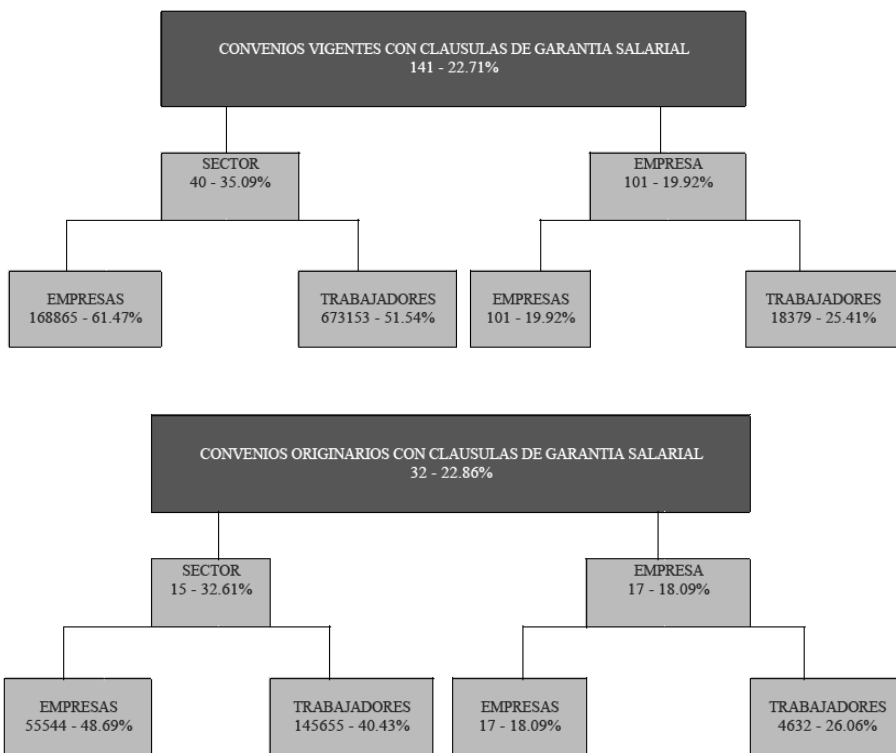 CONVENIOS VIGENTES CON CLAUSULAS DE GARANTIA SALARIAL
141 - 22.71%
SECTOR
40 - 35.09%
EMPRESA
101 - 19.92%
EMPRESAS
168865 - 61.47%
TRABAJADORES
673153 - 51.54%
EMPRESAS
101 - 19.92%
TRABAJADORES
18379 - 25.41%
CONVENIOS ORIGINARIOS CON CLAUSULAS DE GARANTIA SALARIAL
32 - 22.86%
SECTOR
15 - 32.61%
EMPRESA
17 - 18.09%
EMPRESAS
55544 - 48.69%
TRABAJADORES
145655 - 40.43%
EMPRESAS
17 - 18.09%
TRABAJADORES
4632 - 26.06%